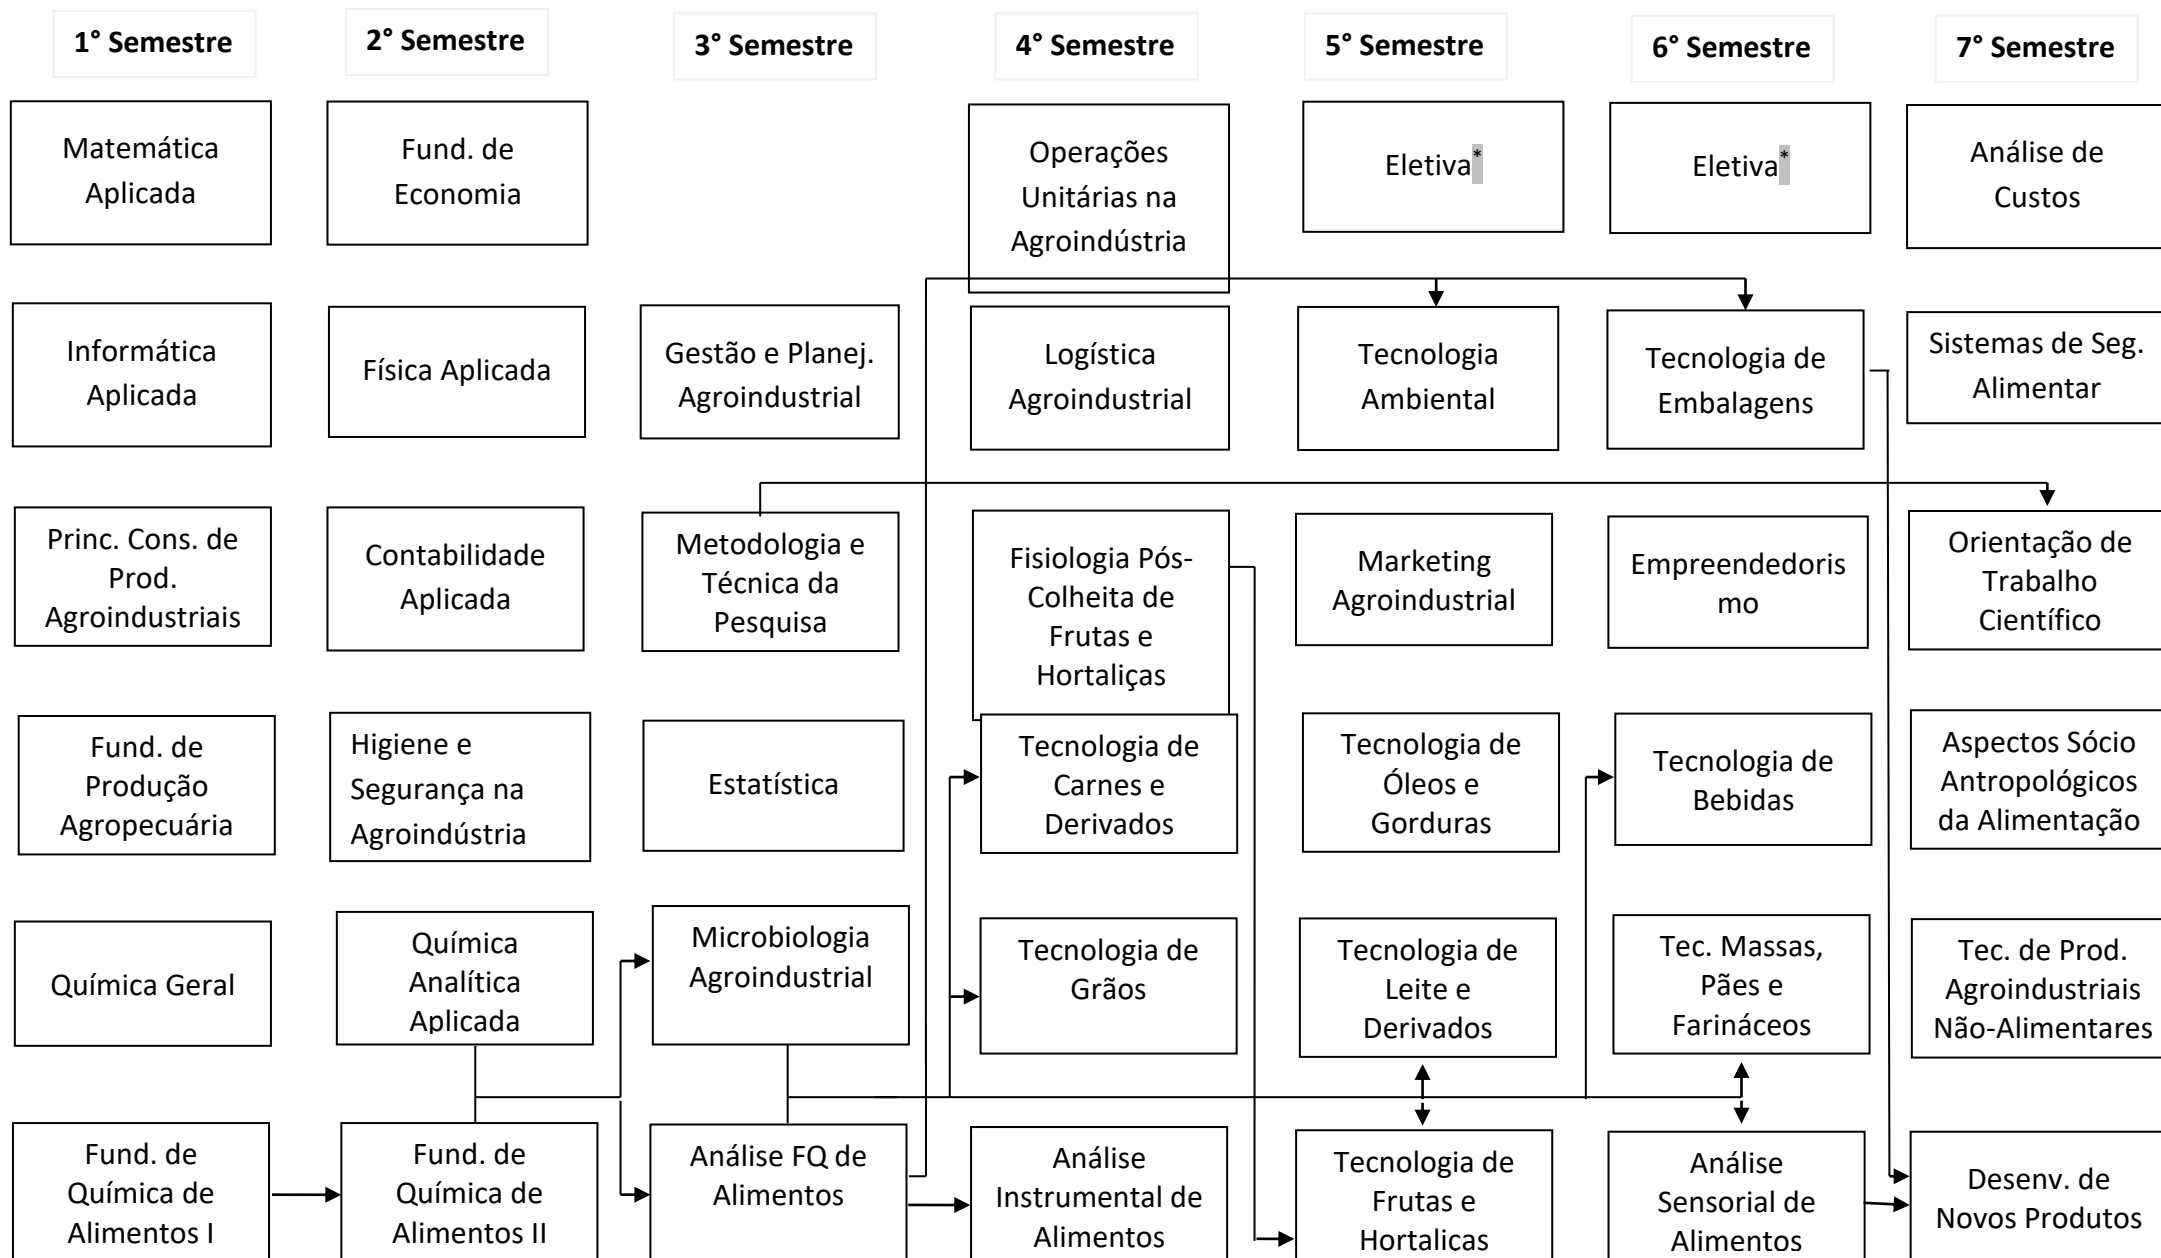 1° Semestre
2° Semestre
3° Semestre
4° Semestre
5° Semestre
6° Semestre
7° Semestre
Matemática
Aplicada
Fund. de
Economia
Operações
Unitárias na
Agroindústria
Eletiva*
Eletiva*
Análise de
Custos
Informática
Aplicada
Física Aplicada
Gestão e Planej.
Agroindustrial
Logística
Agroindustrial
Tecnologia
Ambiental
Tecnologia de
Embalagens
Sistemas de Seg.
Alimentar
Princ. Cons. de
Prod.
Agroindustriais
Contabilidade
Aplicada
Metodologia e
Técnica da
Pesquisa
Fisiologia Pós-
Colheita de
Frutas e
Hortaliças
Marketing
Agroindustrial
Empreendedoris
mo
Orientação de
Trabalho
Científico
Fund. de
Produção
Agropecuária
Higiene e
Segurança na
Agroindústria
Estatística
Tecnologia de
Carnes e
Derivados
Tecnologia de
Óleos e
Gorduras
Tecnologia de
Bebidas
Aspectos Sócio
Antropológicos
da Alimentação
Química Geral
Química
Analítica
Aplicada
Microbiologia
Agroindustrial
Tecnologia de
Grãos
Tecnologia de
Leite e
Derivados
Tec. Massas,
Pães e
Farináceos
Tec. de Prod.
Agroindustriais
Não-Alimentares
Fund. de
Química de
Alimentos I
Fund. de
Química de
Alimentos II
Análise FQ de
Alimentos
Análise
Instrumental de
Alimentos
Tecnologia de
Frutas e
Hortalicas
Análise
Sensorial de
Alimentos
Desenv. de
Novos Produtos